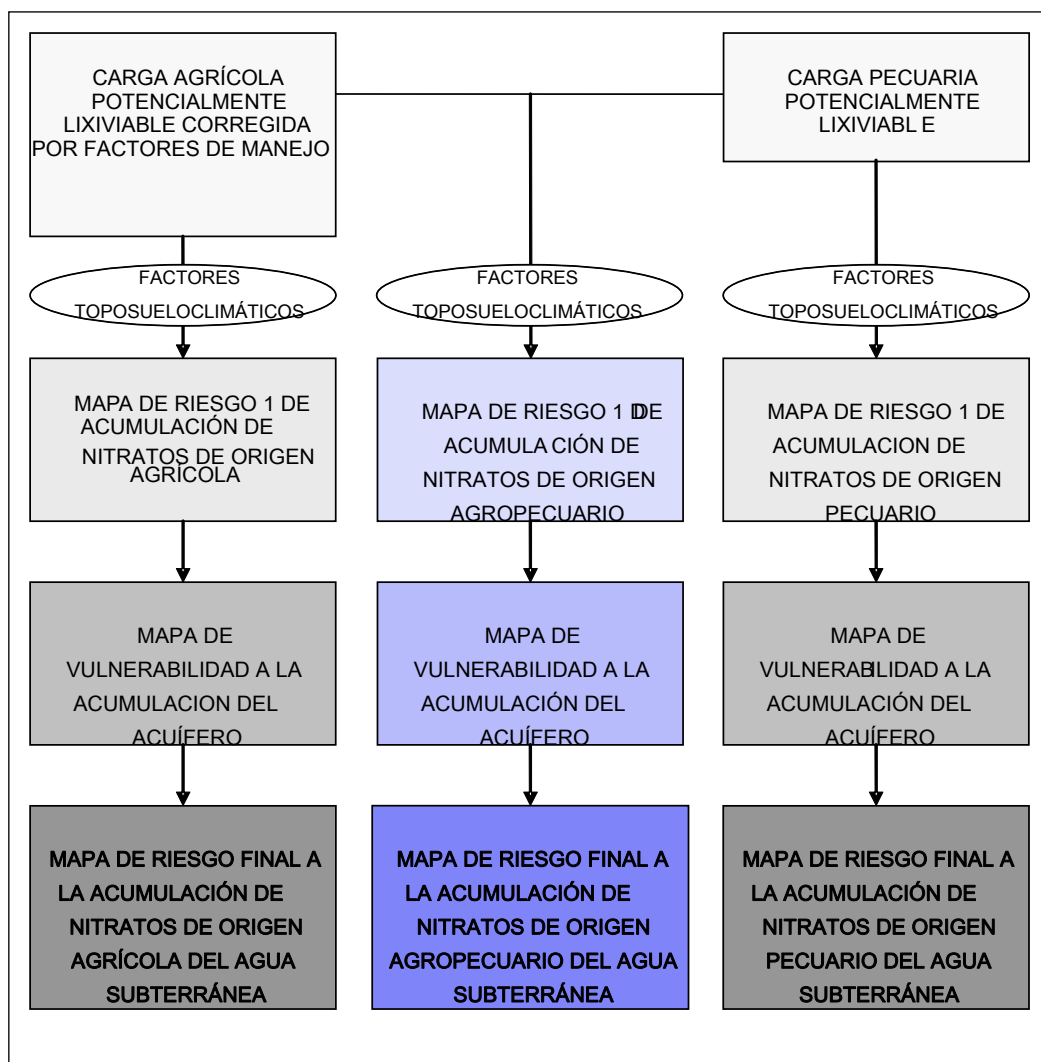 CARGA AGRÍCOLA
POTENCIALMENTE
LIXIVIABLE CORREGIDA
POR FACTORES DE MANEJO
CARGA PECUARIA
POTENCIALMENTE
LIXIVIABL E
FACTORES
TOPOSUELOCLIMÁTICOS
FACTORES
TOPOSUELOCLIMÁTICOS
FACTORES
TOPOSUELOCLIMÁTICOS
MAPA DE RIESGO 1 DE
ACUMULACIÓN DE
NITRATOS DE ORIGEN
AGRÍCOLA
MAPA DE RIESGO 1 DDE
ACUMULA CIÓN DE
NITRATOS DE ORIGEN
AGROPECUARIO
MAPA DE RIESGO 1 DE
ACUMULACION DE
NITRATOS DE ORIGEN
PECUARIO
MAPA DE
VULNERABILIDAD A LA
ACUMULACION DEL
ACUÍFERO
MAPA DE
VULNERABILIDAD A LA
ACUMULACIÓN DEL
ACUÍFERO
MAPA DE
VULNERABILIDAD A LA
ACUMULACIÓN DEL
ACUÍFERO
MAPA DE RIESGO FINAL A
LA ACUMULACIÓN DE
NITRATOS DE ORIGEN
AGRÍCOLA DEL AGUA
SUBTERRÁNEA
MAPA DE RIESGO FINAL A
LA ACUMULACIÓN DE
NITRATOS DE ORIGEN
AGROPECUARIO DEL AGUA
SUBTERRÁNEA
MAPA DE RIESGO FINAL A
LA ACUMULACIÓN DE
NITRATOS DE ORIGEN
PECUARIO DEL AGUA
SUBTERRÁNEA